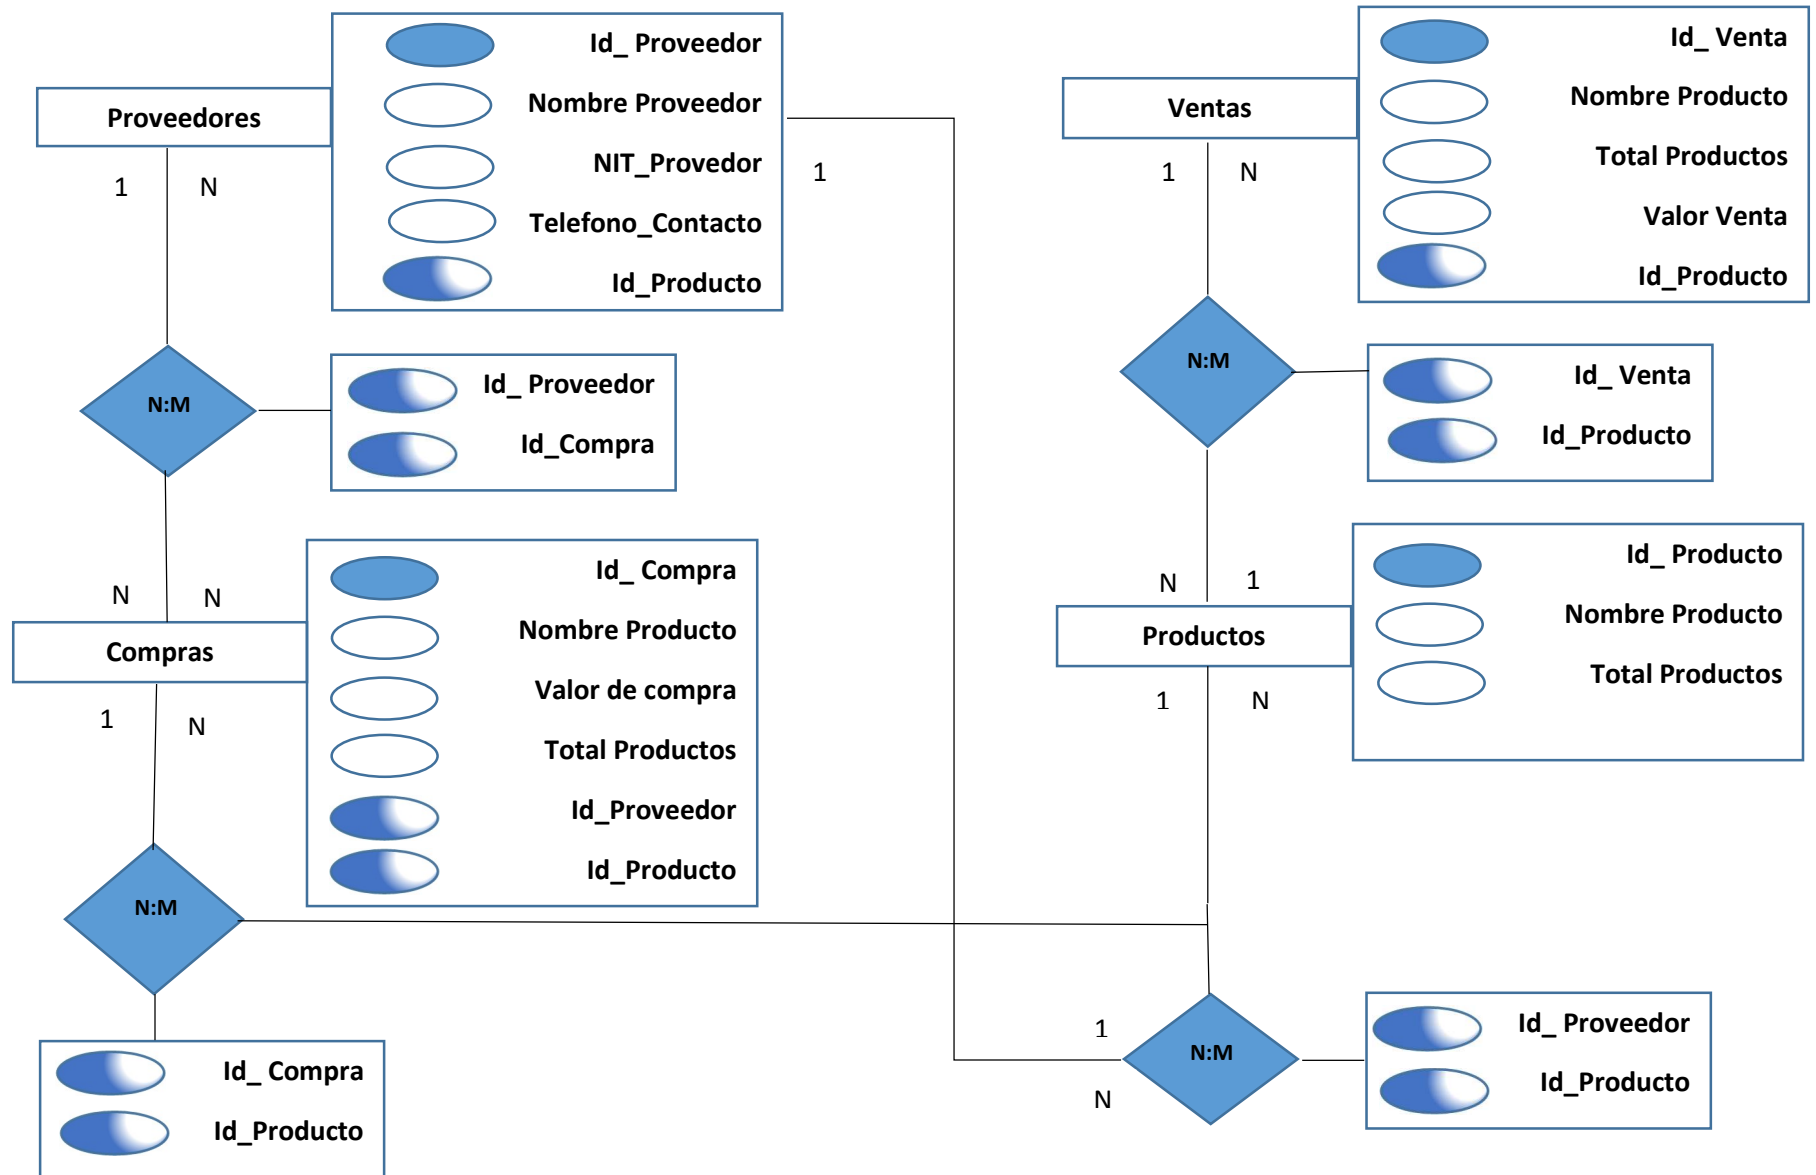 Proveedores
Id_ Proveedor
Nombre Proveedor
NIT_Provedor
Telefono_Contacto
Id_Producto
1
N
1
N:M
Id_ Proveedor
Id_Compra
N
N
Compras
Id_ Compra
Nombre Producto
Valor de compra
Total Productos
Id_Proveedor
Id_Producto
1
N
N:M
Id_ Compra
Id_Producto
Ventas
Id_ Venta
Nombre Producto
Total Productos
Valor Venta
Id_Producto
1
N
N:M
Id_ Venta
Id_Producto
N
1
Productos
Id_ Producto
Nombre Producto
Total Productos
1
N
1
N
N:M
Id_ Proveedor
Id_Producto